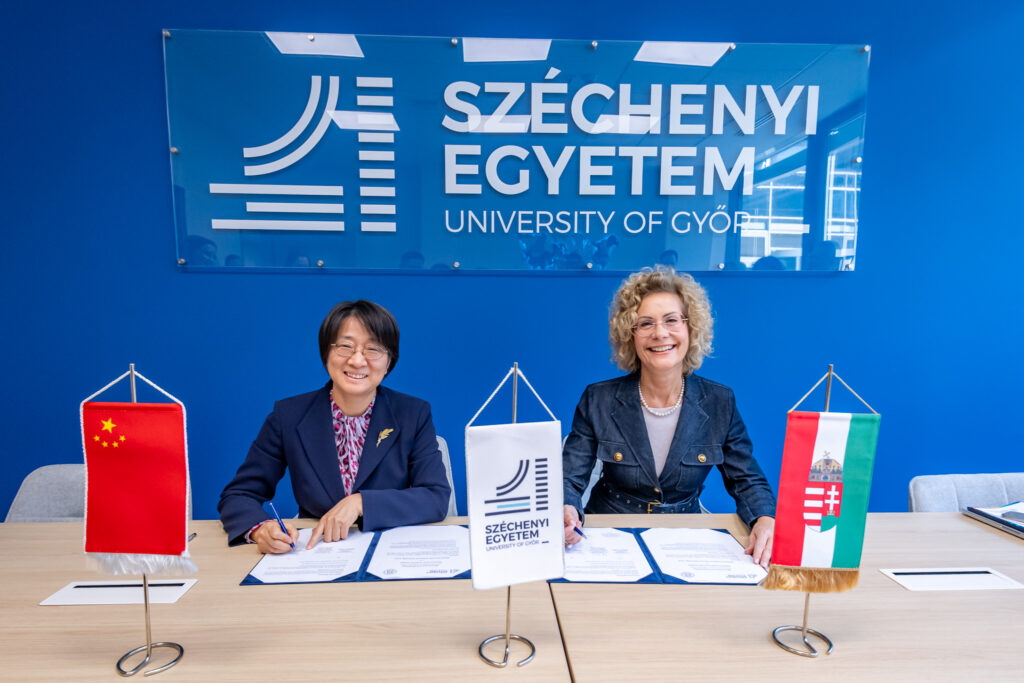 SZÉCHENYI
EGYETEM
UNIVERSITY OF GYŐR
SZÉCHENYI
EGYETEM
UNIVERSITY OF GYŐR